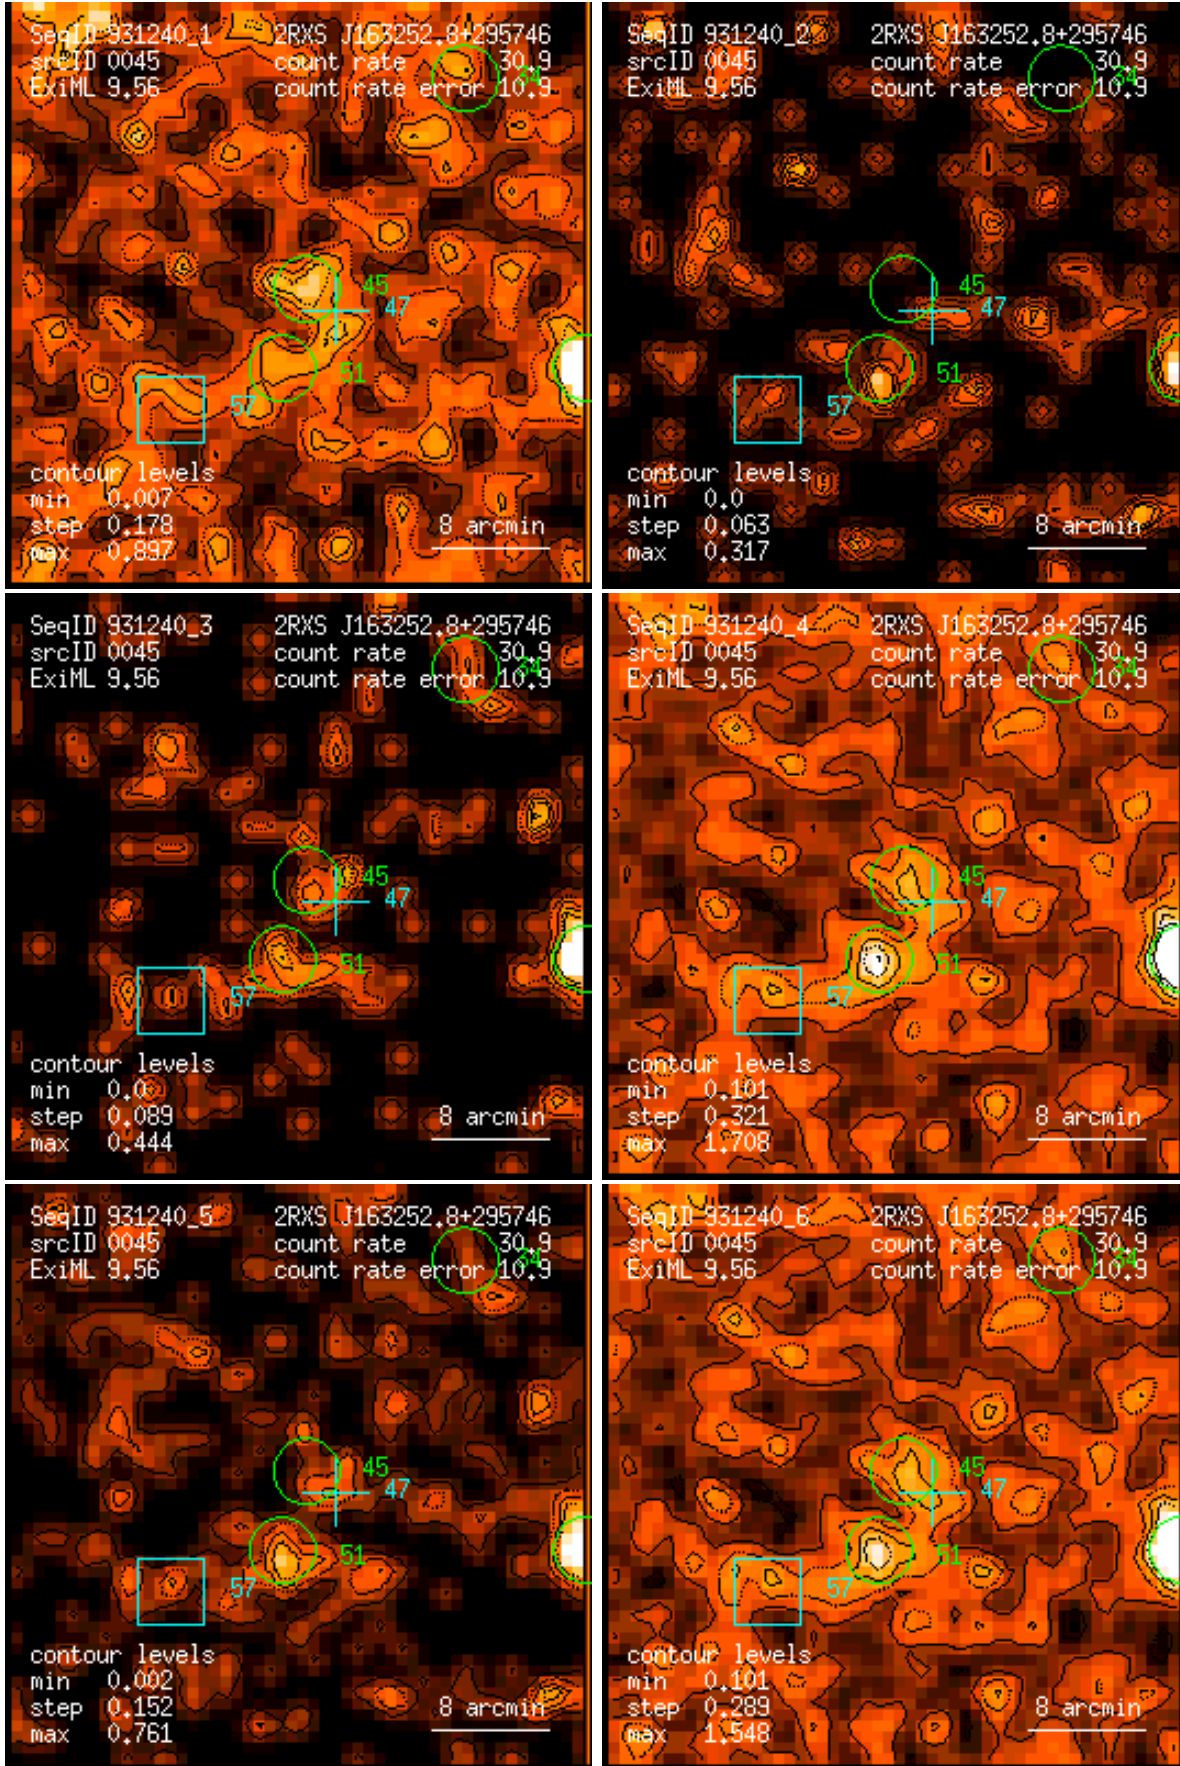 SeqID 931240_1 2RXS J163252.8+295746
srcID 0045 count rate 30.9
34
ExiML 9.56 count rate error 10.9
45
47
51
57
contour levels
min 0.007
step 0.178 8 arcmin
max 0.897
SeqID 931240_2 2RXS J163252.8+295746
srcID 0045 count rate 30.9
34
ExiML 9.56 count rate error 10.9
45
47
51
57
contour levels
min 0.0
step 0.063 8 arcmin
max 0.317
SeqID 931240_3 2RXS J163252.8+295746
srcID 0045 count rate 30.9
34
ExiML 9.56 count rate error 10.9
45
47
51
57
contour levels
min 0.0
step 0.089 8 arcmin
max 0.444
SeqID 931240_4 2RXS J163252.8+295746
srcID 0045 count rate 30.9
34
ExiML 9.56 count rate error 10.9
45
47
51
57
contour levels
min 0.101
step 0.321 8 arcmin
max 1.708
SeqID 931240_5 2RXS J163252.8+295746
srcID 0045 count rate 30.9
34
ExiML 9.56 count rate error 10.9
45
47
51
57
contour levels
min 0.002
step 0.152 8 arcmin
max 0.761
SeqID 931240_6 2RXS J163252.8+295746
srcID 0045 count rate 30.9
34
ExiML 9.56 count rate error 10.9
45
47
51
57
contour levels
min 0.101
step 0.289 8 arcmin
max 1.548